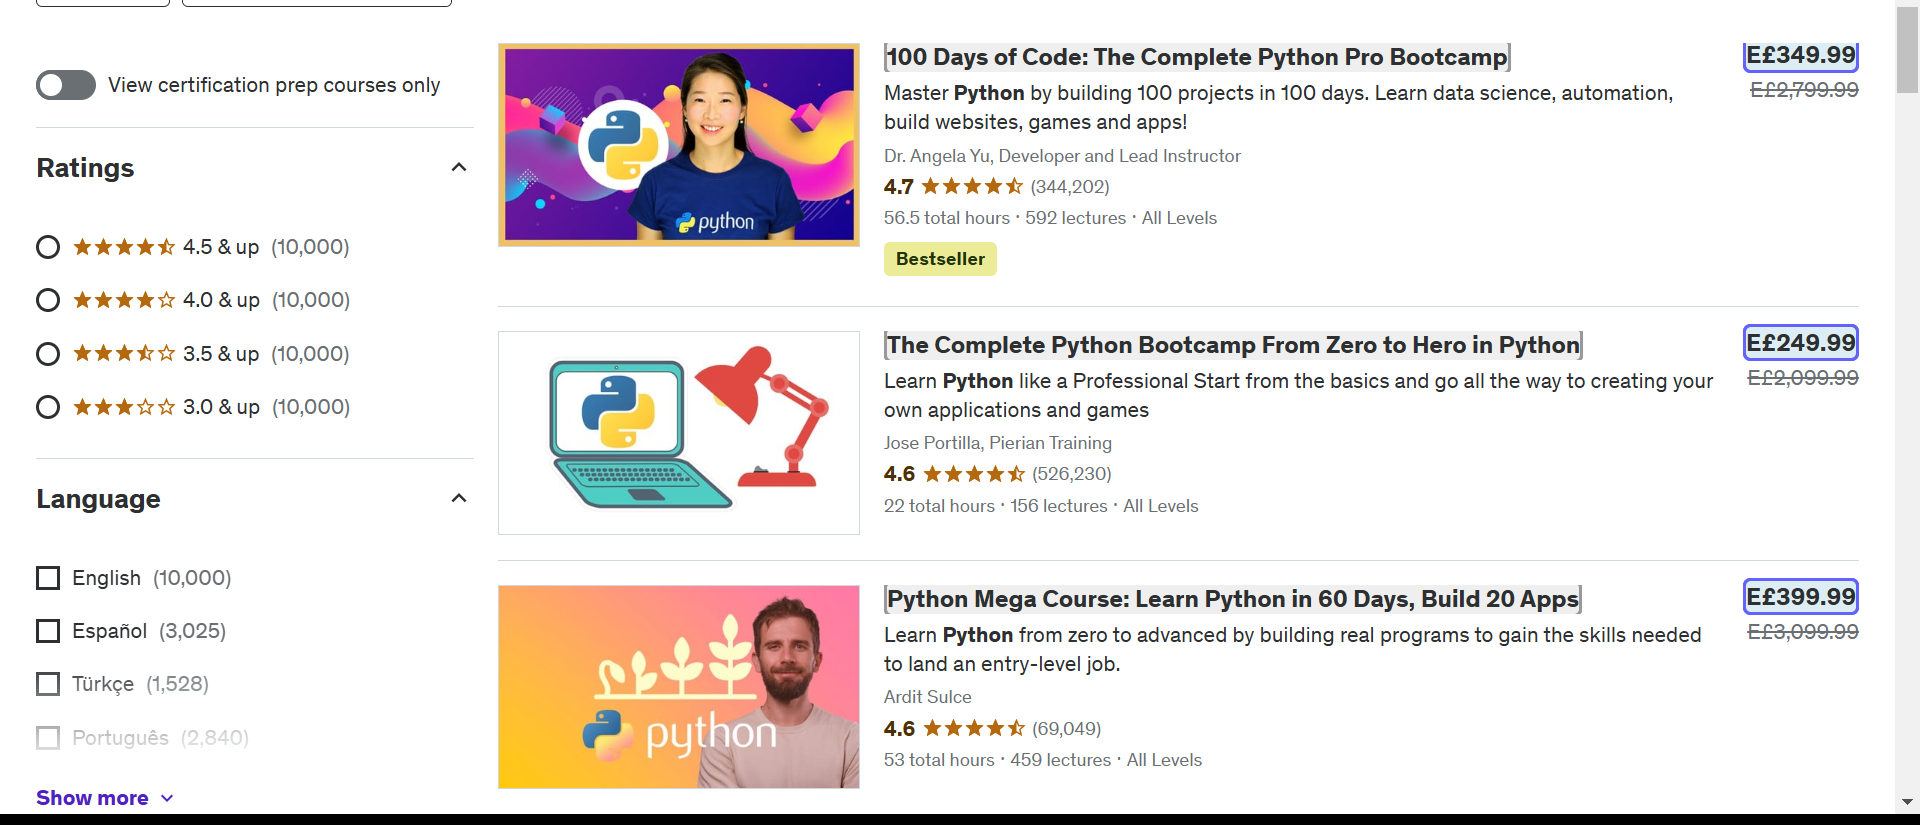 View certification prep courses only
Ratings
4.5 & up (10,000)
4.0 & up (10,000)
3.5 & up (10,000)
3.0 & up (10,000)
Language
English (10,000)
Español (3,025)
Türkçe (1,528)
Português (2,840)
Show more
python
100 Days of Code: The Complete Python Pro Bootcamp
E£349.99
E£2,799.99
Master Python by building 100 projects in 100 days. Learn data science, automation,
build websites, games and apps!
Dr. Angela Yu, Developer and Lead Instructor
4.7 (344,202)
56.5 total hours · 592 lectures · All Levels
Bestseller
The Complete Python Bootcamp From Zero to Hero in Python
E£249.99
E£2,099.99
Learn Python like a Professional Start from the basics and go all the way to creating your
own applications and games
Jose Portilla, Pierian Training
4.6 (526,230)
22 total hours · 156 lectures · All Levels
python
Python Mega Course: Learn Python in 60 Days, Build 20 Apps
E£399.99
E£3,099.99
Learn Python from zero to advanced by building real programs to gain the skills needed
to land an entry-level job.
Ardit Sulce
4.6 (69,049)
53 total hours · 459 lectures · All Levels